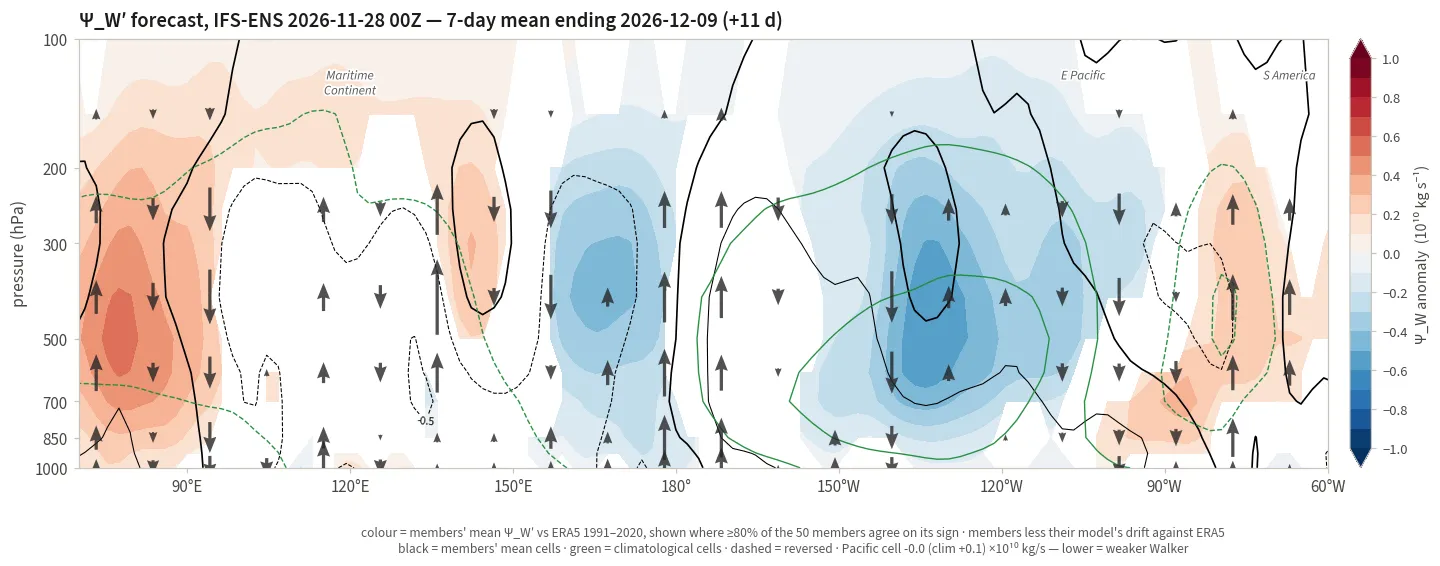 Ψ_W′ forecast, IFS-ENS 2026-11-28 00Z — 7-day mean ending 2026-12-09 (+11 d)
100
200
300
500
700
850
1000
pressure (hPa)
Maritime
Continent
E Pacific
S America
-0.5
90°E
120°E
150°E
180°
150°W
120°W
90°W
60°W
1.0
0.8
0.6
0.4
0.2
0.0
−0.2
−0.4
−0.6
−0.8
−1.0
Ψ_W anomaly (10¹⁰ kg s⁻¹)
colour = members' mean Ψ_W′ vs ERA5 1991–2020, shown where ≥80% of the 50 members agree on its sign · members less their model's drift against ERA5
black = members' mean cells · green = climatological cells · dashed = reversed · Pacific cell -0.0 (clim +0.1) ×10¹⁰ kg/s — lower = weaker Walker